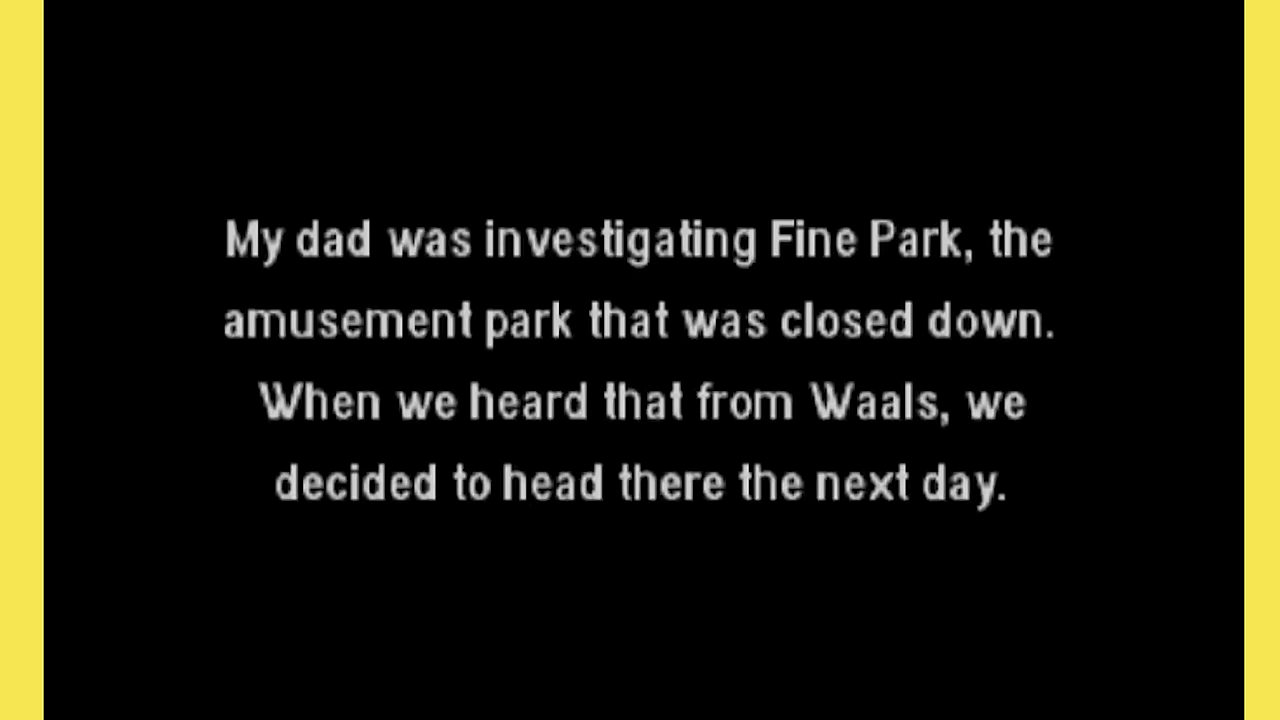 My dad was investigating Fine Park, the
amusement park that was closed down.
When we heard that from Waals, we
decided to head there the next day.